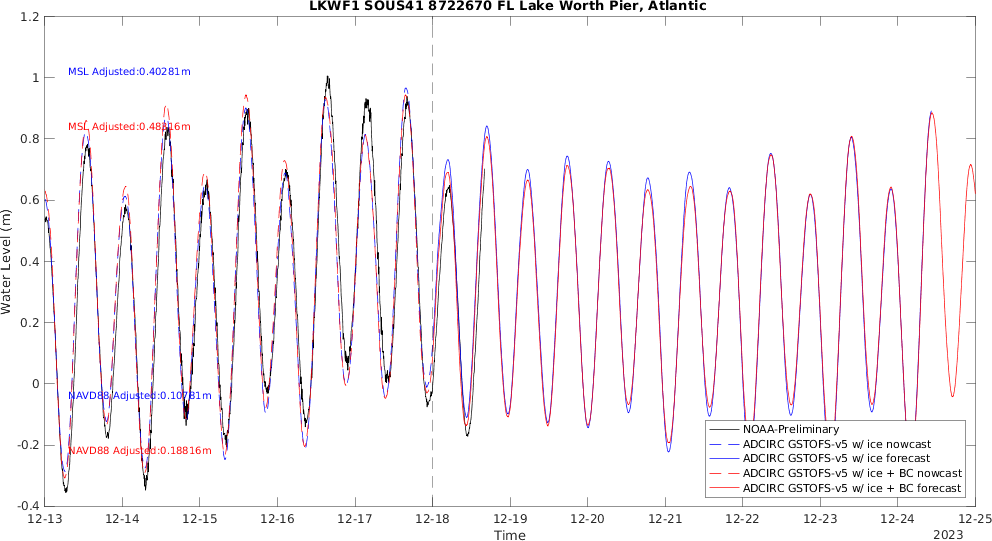 LKWF1 SOUS41 8722670 FL Lake Worth Pier, Atlantic
1.2
1
0.8
0.6
0.4
0.2
0
-0.2
-0.4
Water Level (m)
MSL Adjusted:0.40281m
MSL Adjusted:0.48316m
NAVD88 Adjusted:0.10781m
NAVD88 Adjusted:0.18816m
NOAA-Preliminary
ADCIRC GSTOFS-v5 w/ ice nowcast
ADCIRC GSTOFS-v5 w/ ice forecast
ADCIRC GSTOFS-v5 w/ ice + BC nowcast
ADCIRC GSTOFS-v5 w/ ice + BC forecast
12-13 12-14 12-15 12-16 12-17 12-18 12-19 12-20 12-21 12-22 12-23 12-24 12-25
Time
2023